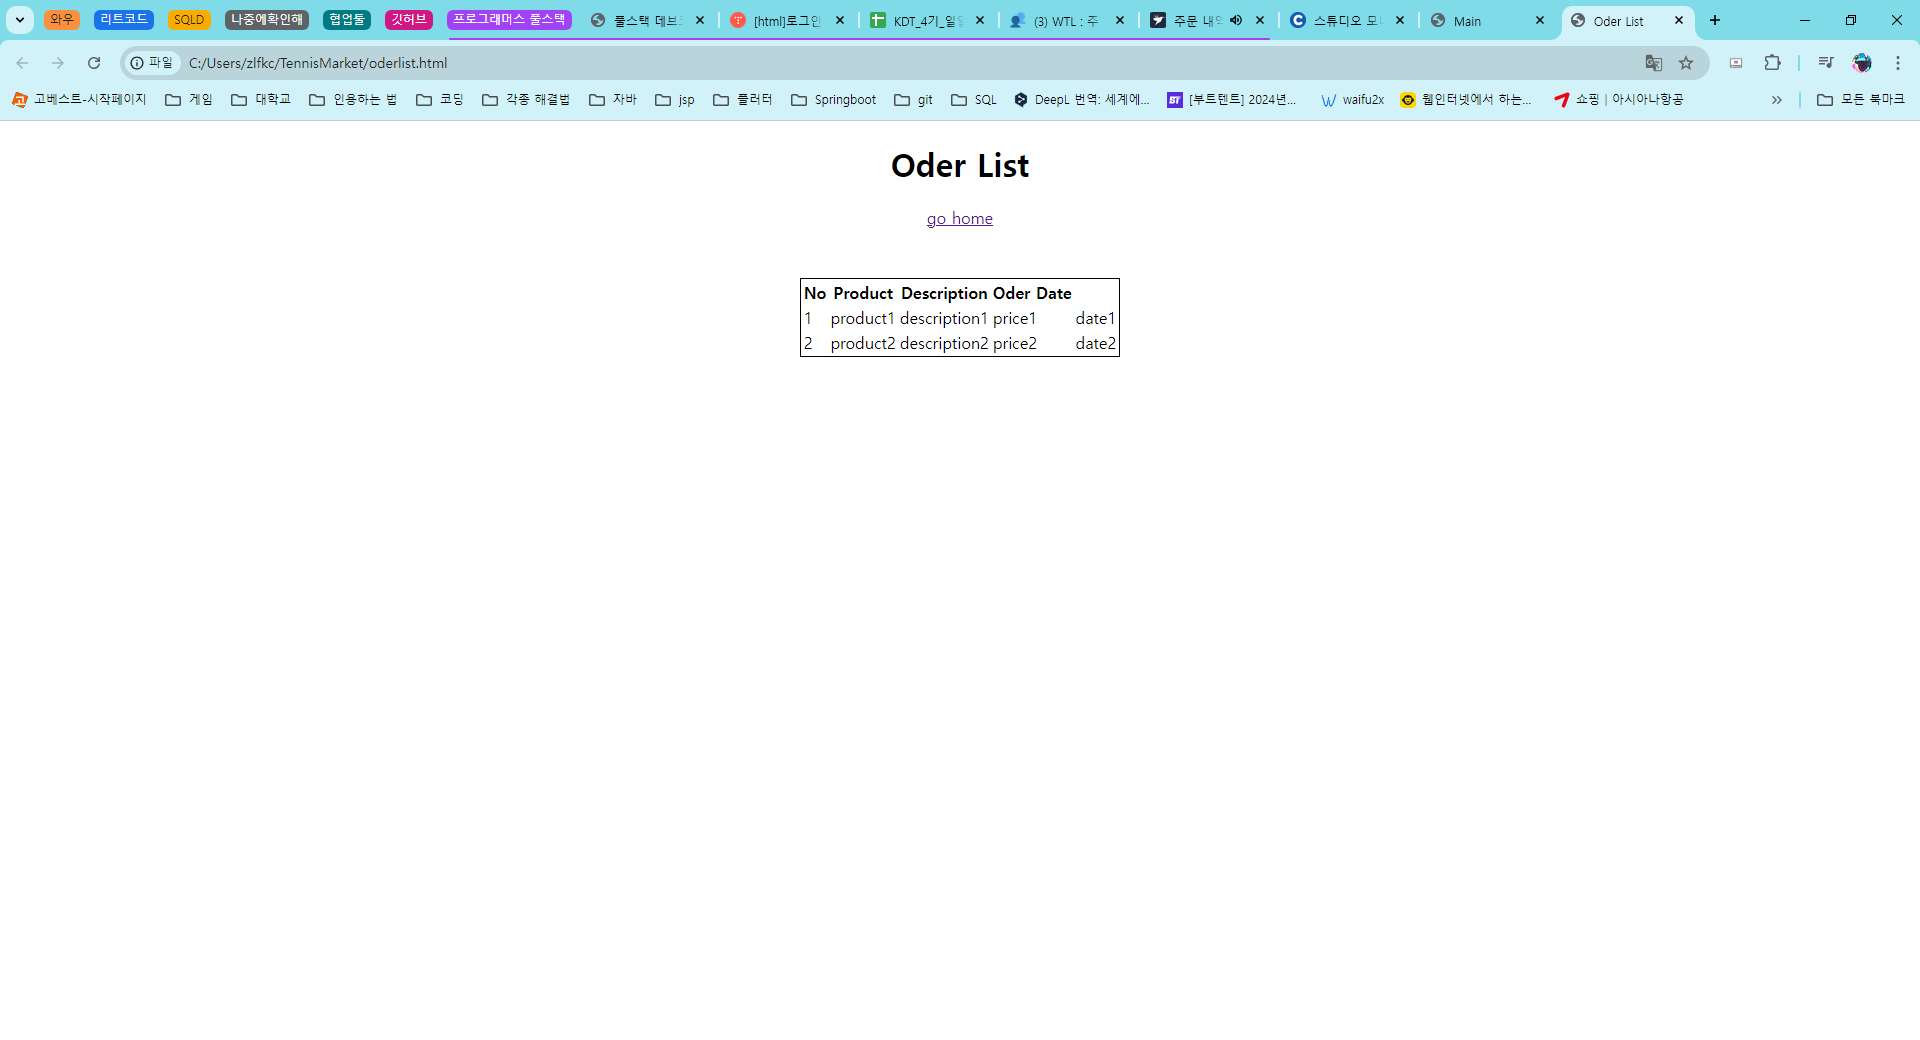 와우 리트코드 SQLD 나중에확인해 협업툴 깃허브 프로그래머스 풀스택 풀스택 데브 [html]로그인 KDT_4기_일일 (3) WTL : 주 주문 내역 스튜디오 모 Main Oder List
파일 C:/Users/zlfkc/TennisMarket/oderlist.html
고베스트-시작페이지 게임 대학교 인용하는 법 코딩 각종 해결법 자바 jsp 플러터 Springboot git SQL DeepL 번역: 세계에... [부트텐트] 2024년... waifu2x 웹인터넷에서 하는... 쇼핑 | 아시아나항공 모든 북마크
Oder List
go home
No Product Description Oder Date
1 product1 description1 price1 date1
2 product2 description2 price2 date2